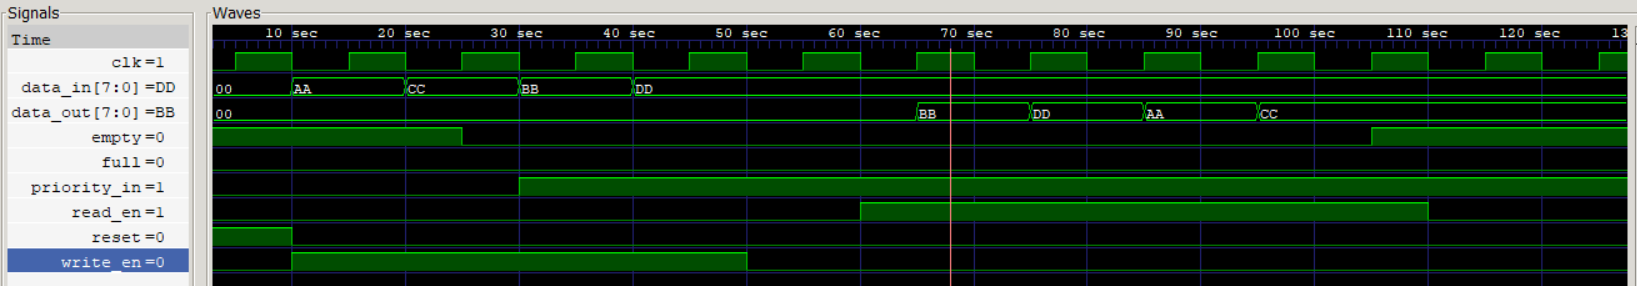 Signals Waves
Time 10 sec 20 sec 30 sec 40 sec 50 sec 60 sec 70 sec 80 sec 90 sec 100 sec 110 sec 120 sec 13
clk=1
data_in[7:0]=DD 00 AA CC BB DD
data_out[7:0]=BB 00 BB DD AA CC
empty=0
full=0
priority_in=1
read_en=1
reset=0
write_en=0